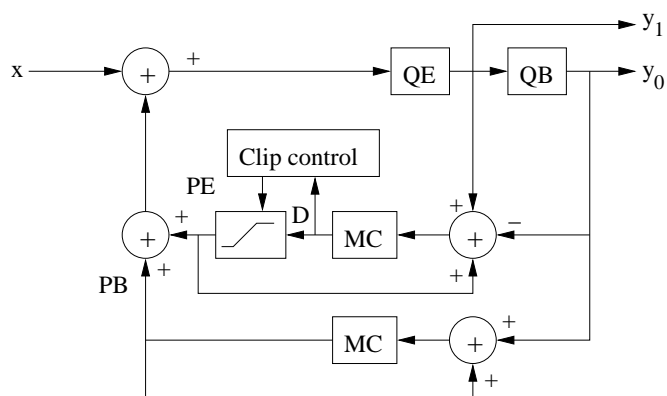 y1
x
+
+
QE
QB
y0
Clip control
PE
D
+
+
+
MC
+
+
−
+
PB
+
MC
+
+
+